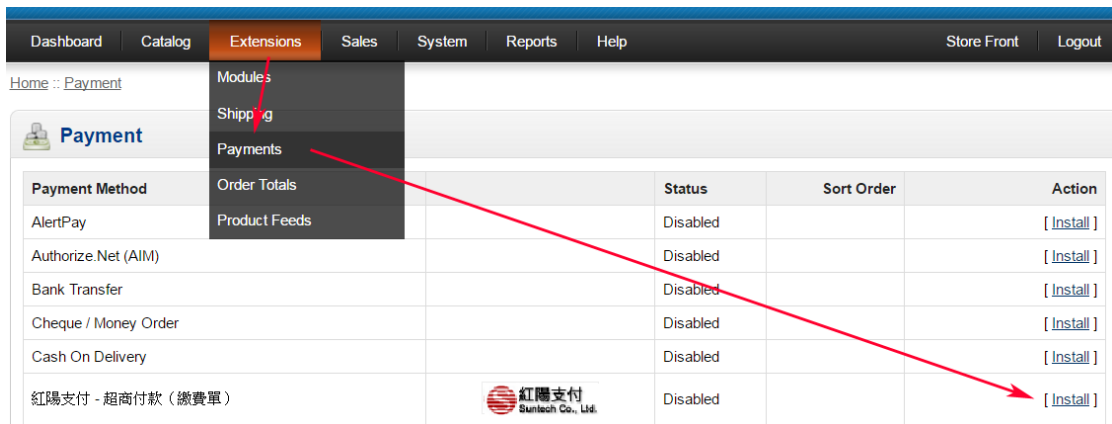 Dashboard Catalog Extensions Sales System Reports Help Store Front Logout
Home :: Payment
Modules
Shipping
Payment
Payments
Payment Method Status Sort Order Action
Order Totals
AlertPay Disabled [ Install ]
Product Feeds
Authorize.Net (AIM) Disabled [ Install ]
Bank Transfer Disabled [ Install ]
Cheque / Money Order Disabled [ Install ]
Cash On Delivery Disabled [ Install ]
紅陽支付 - 超商付款（繳費單） 紅陽支付 Disabled [ Install ]
Suntech Co., Ltd.